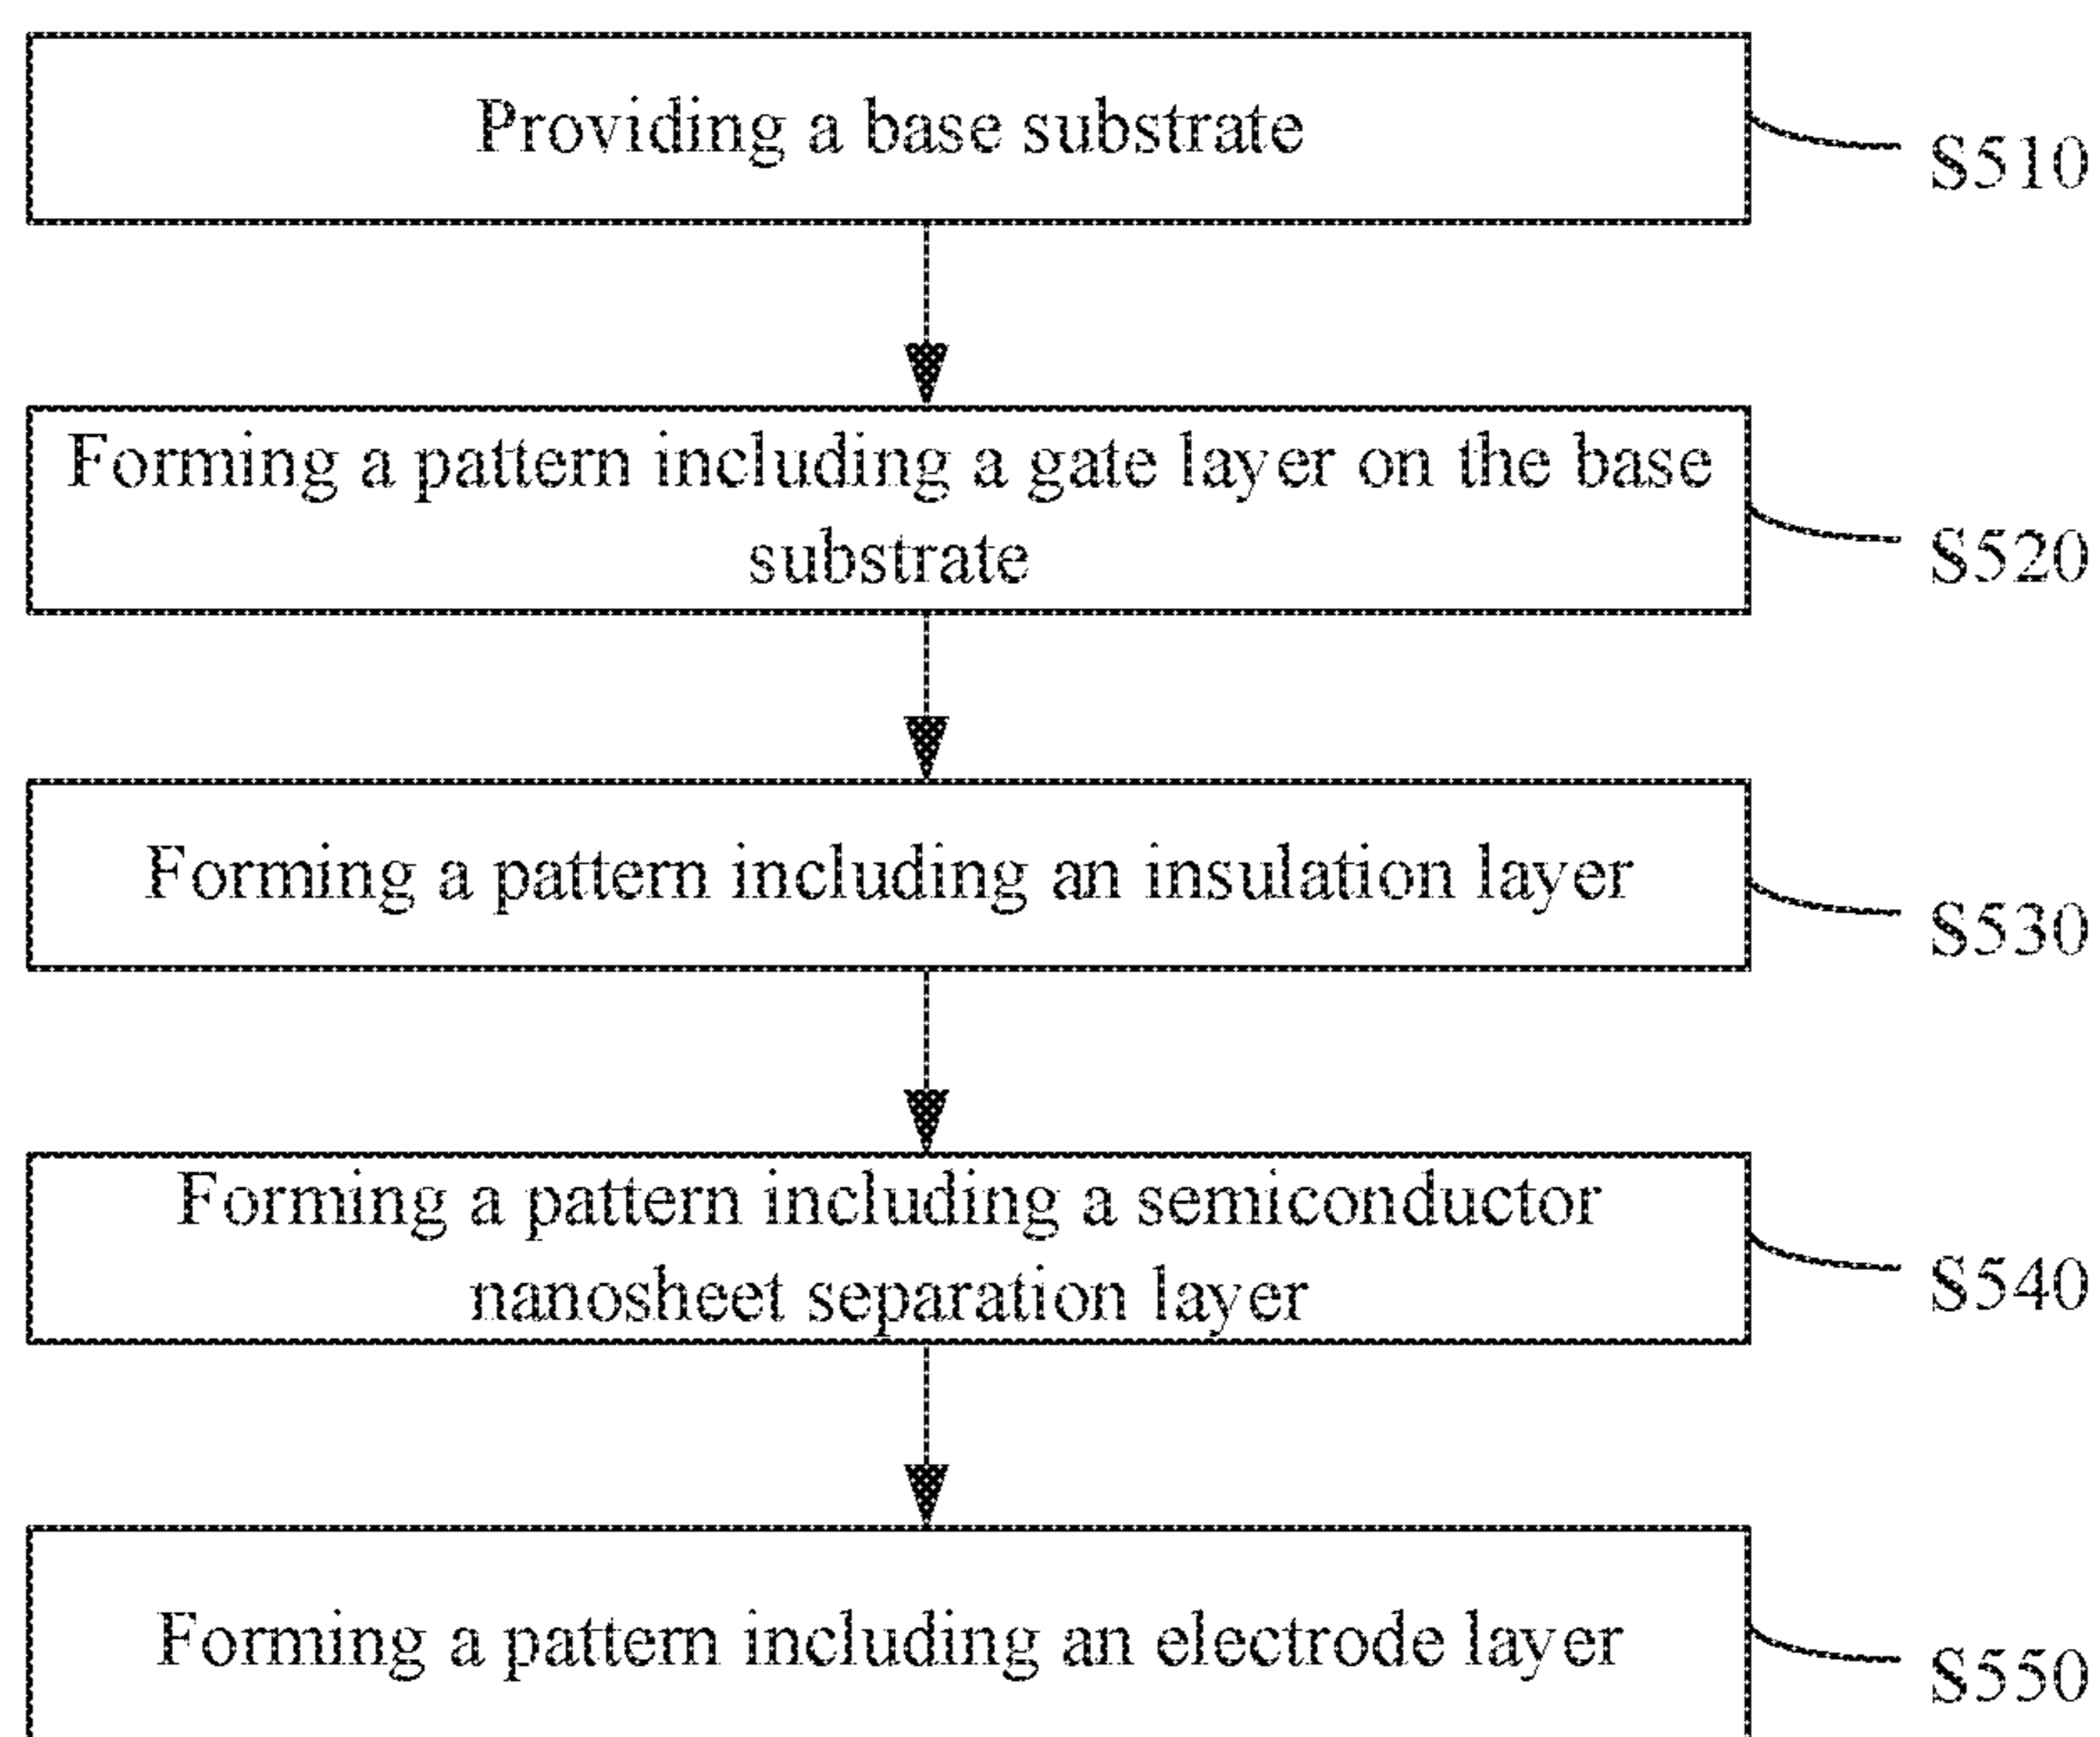 Providing a base substrate
S510
Forming a pattern including a gate layer on the base
substrate
S520
Forming a pattern including an insulation layer
S530
Forming a pattern including a semiconductor
nanosheet separation layer
S540
Forming a pattern including an electrode layer
S550